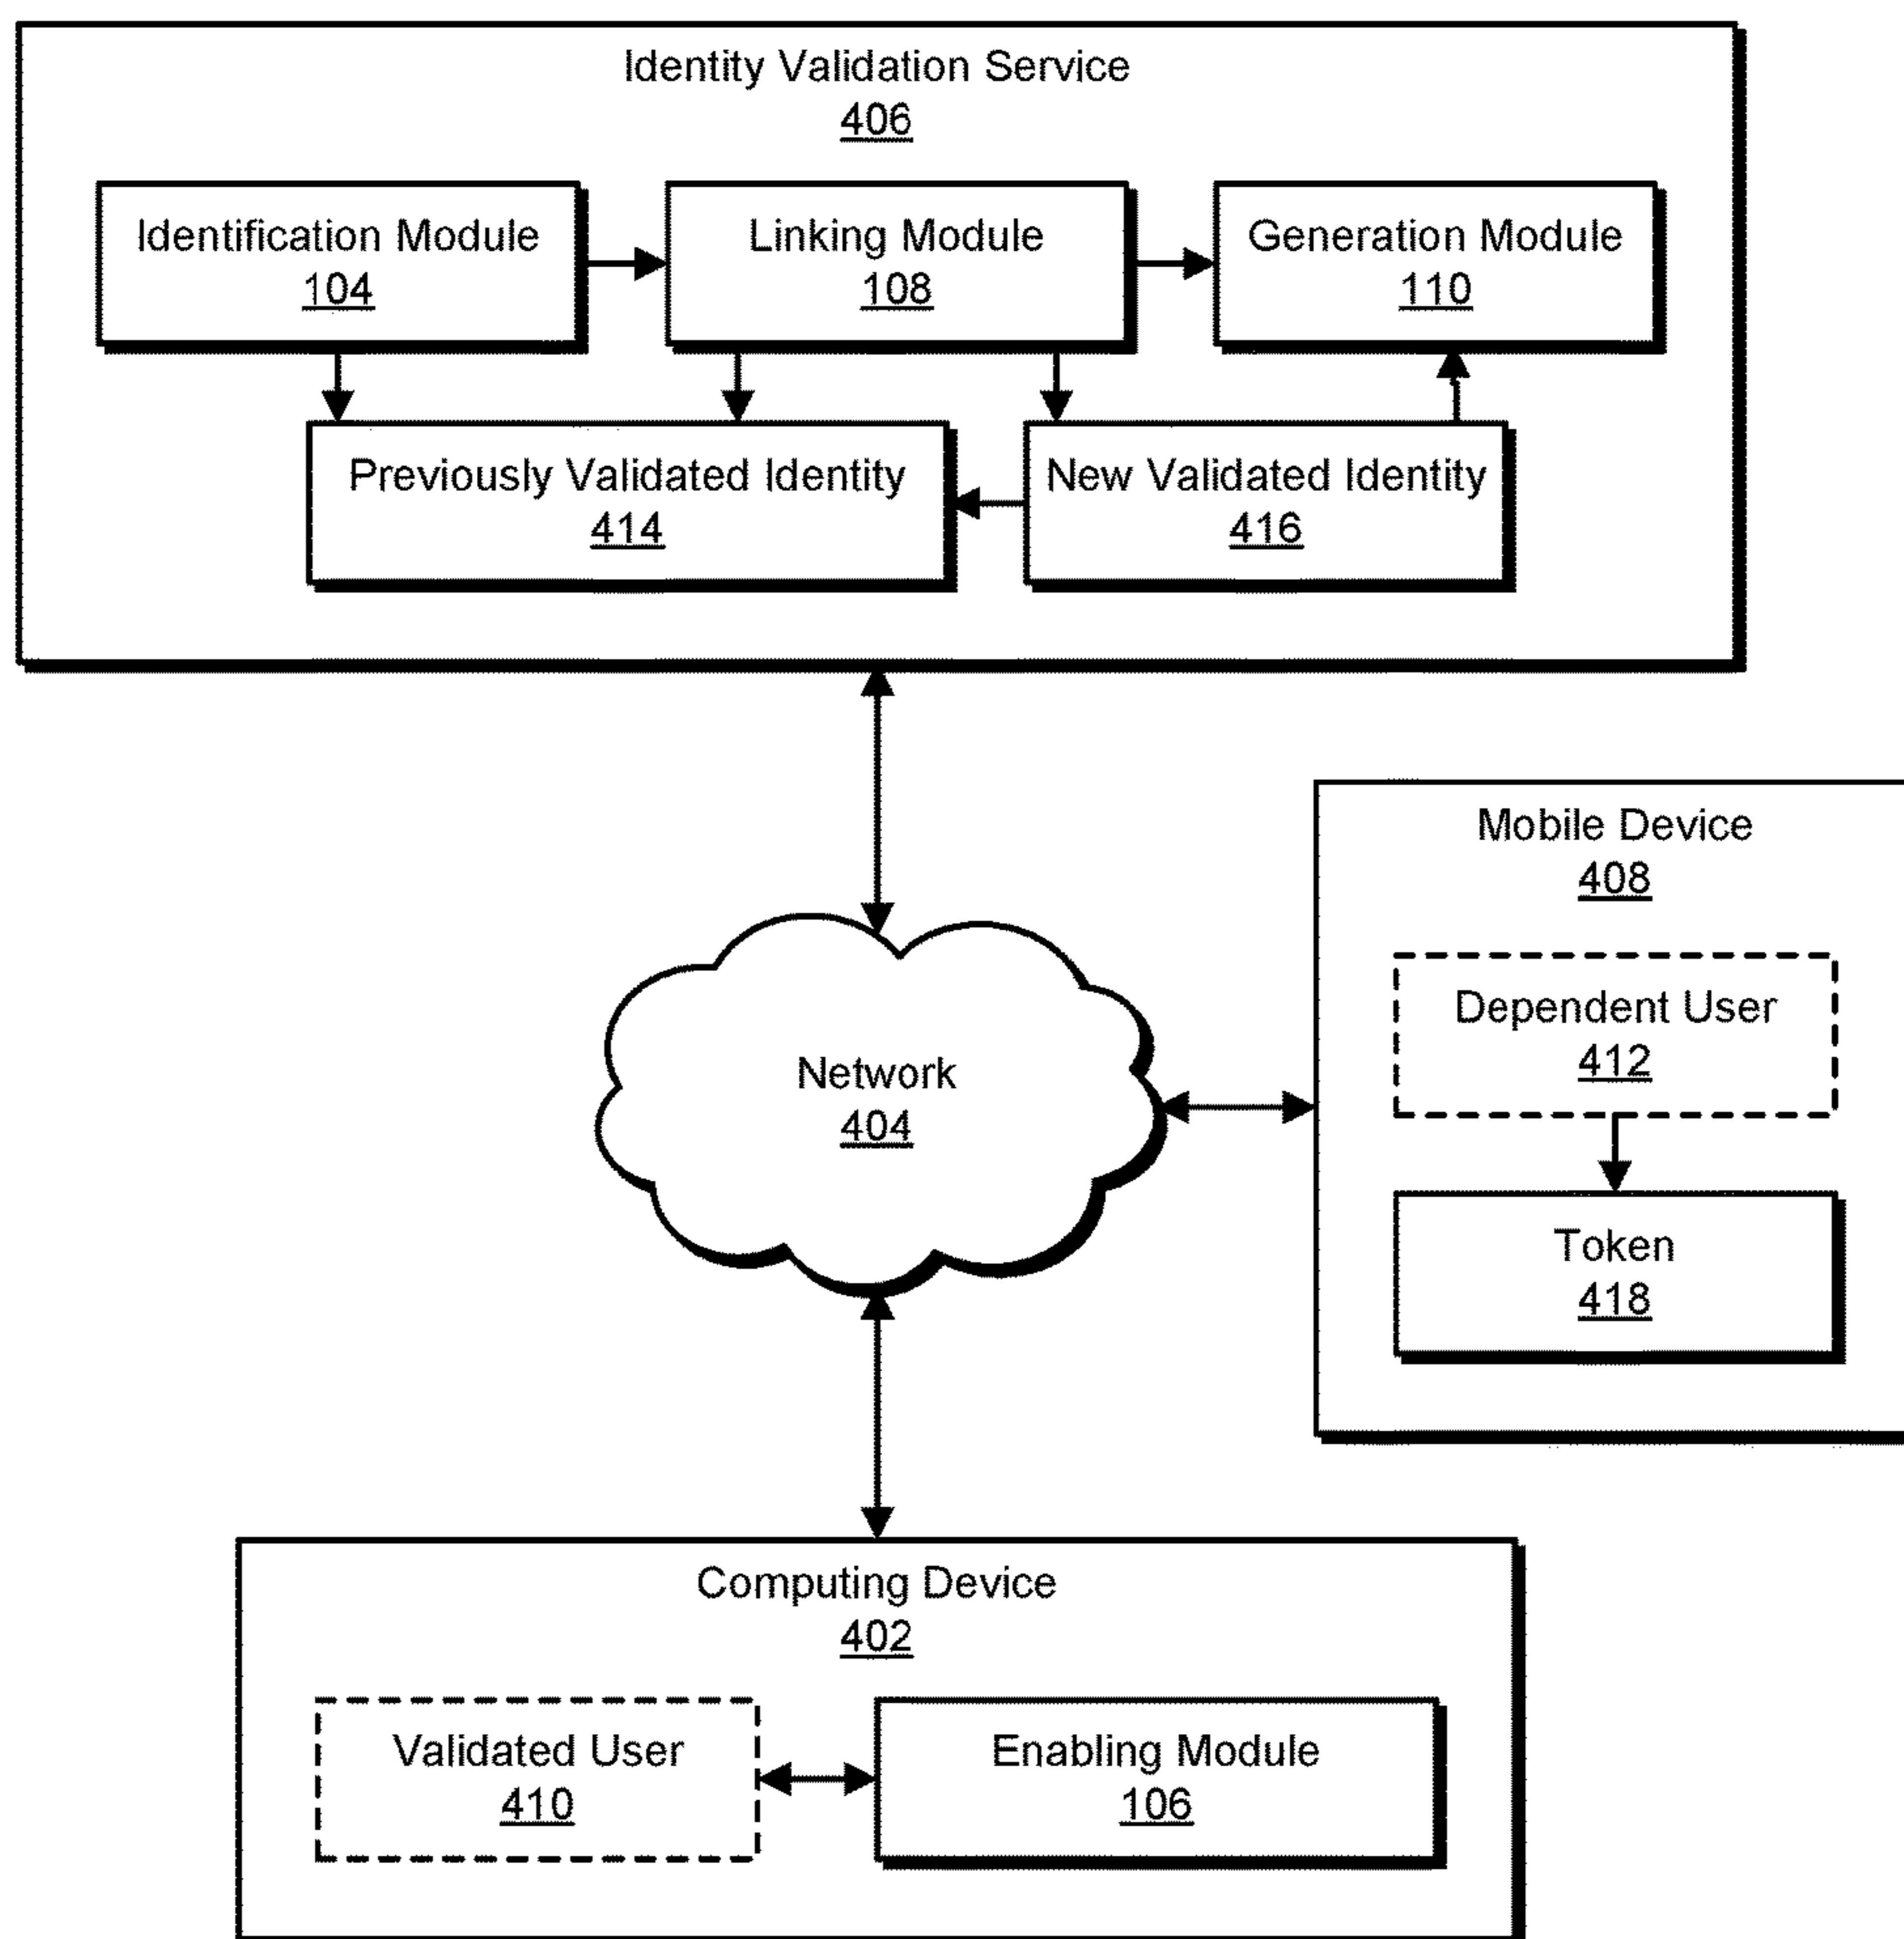 Identity Validation Service
406
Identification Module
104
Linking Module
108
Generation Module
110
Previously Validated Identity
414
New Validated Identity
416
Mobile Device
408
Dependent User
412
Token
418
Network
404
Computing Device
402
Validated User
410
Enabling Module
106